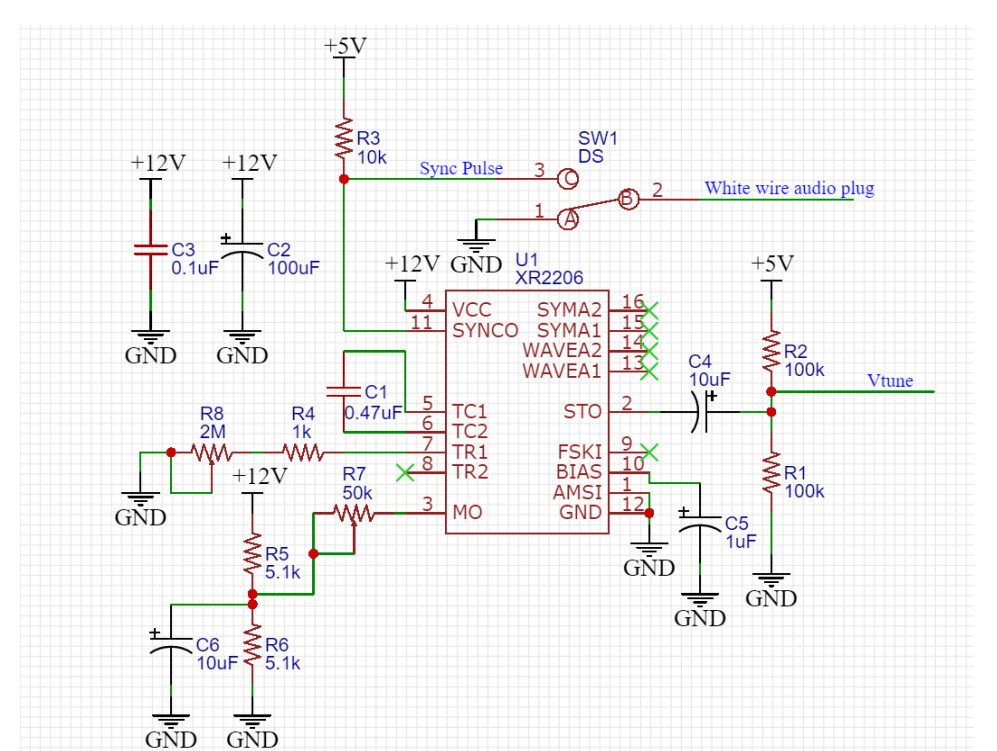 +5V
R3
10k
Sync Pulse
3
C
SW1
DS
B
2
White wire audio plug
1
A
GND
+12V
+12V
C3
0.1uF
C2
100uF
GND
GND
+12V
U1
XR2206
4
VCC
11
SYNCO
5
TC1
6
TC2
7
TR1
8
TR2
3
MO
SYMA2
16
SYMA1
15
WAVEA2
14
WAVEA1
13
STO
2
FSKI
9
BIAS
10
AMSI
1
GND
12
C1
0.47uF
R8
2M
R4
1k
GND
+12V
R7
50k
R5
5.1k
C6
10uF
R6
5.1k
GND
GND
+5V
R2
100k
C4
10uF
Vtune
R1
100k
C5
1uF
GND
GND
GND